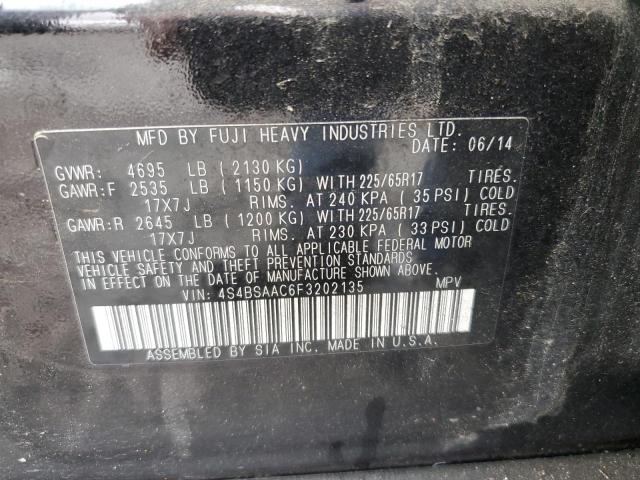 MFD BY FUJI HEAVY INDUSTRIES LTD.
DATE: 06/14
GVWR: 4695 LB (2130 KG)
GAWR:F 2535 LB (1150 KG) WITH 225/65R17 TIRES.
17X7J RIMS. AT 240 KPA (35 PSI) COLD
GAWR:R 2645 LB (1200 KG) WITH 225/65R17 TIRES.
17X7J RIMS. AT 230 KPA (33 PSI) COLD
THIS VEHICLE CONFORMS TO ALL APPLICABLE FEDERAL MOTOR
VEHICLE SAFETY AND THEFT PREVENTION STANDARDS
IN EFFECT ON THE DATE OF MANUFACTURE SHOWN ABOVE.
VIN: 4S4BSAAC6F3202135 MPV
ASSEMBLED BY SIA INC. MADE IN U.S.A.